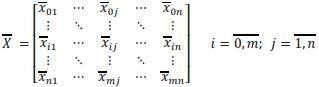 X̅ = [ x̅₀₁ ⋯ x̅₀ⱼ ⋯ x̅₀ₙ
⋮ ⋱ ⋮ ⋱ ⋮
x̅ᵢ₁ ⋯ x̅ᵢⱼ ⋯ x̅ᵢₙ i = 0̅,̅m̅; j = 1̅,̅n̅
⋮ ⋱ ⋮ ⋱ ⋮
x̅ₙ₁ ⋯ x̅ₘⱼ ⋯ x̅ₘₙ ]